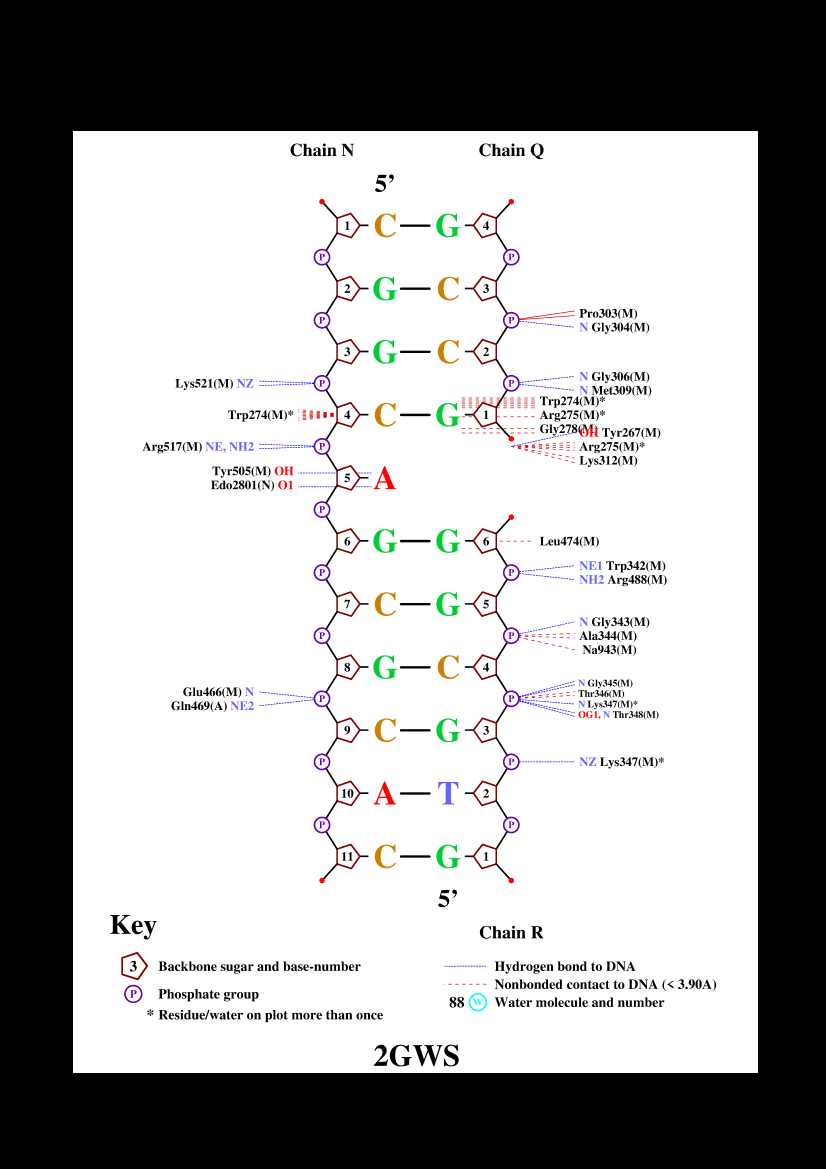 Chain N Chain Q
5’
1 C G 4
P P
2 G C 3
Pro303(M)
P P
N Gly304(M)
3 G C 2
N Gly306(M)
Lys521(M) NZ P P
N Met309(M)
Trp274(M)*
Trp274(M)* 4 C G 1 Arg275(M)*
Gly278(M)
OH Tyr267(M)
Arg517(M) NE, NH2 P Arg275(M)*
Lys312(M)
Tyr505(M) OH
5 A
Edo2801(N) O1
P
6 G G 6 Leu474(M)
NE1 Trp342(M)
P P
NH2 Arg488(M)
7 C G 5
N Gly343(M)
P P Ala344(M)
Na943(M)
8 G C 4
N Gly345(M)
Glu466(M) N Thr346(M)
P P
Gln469(A) NE2 N Lys347(M)*
OG1, N Thr348(M)
9 C G 3
P P NZ Lys347(M)*
10 A T 2
P P
11 C G 1
5’
Key
Chain R
3 Backbone sugar and base-number
Hydrogen bond to DNA
Nonbonded contact to DNA (< 3.90A)
P Phosphate group
88 W Water molecule and number
* Residue/water on plot more than once
2GWS